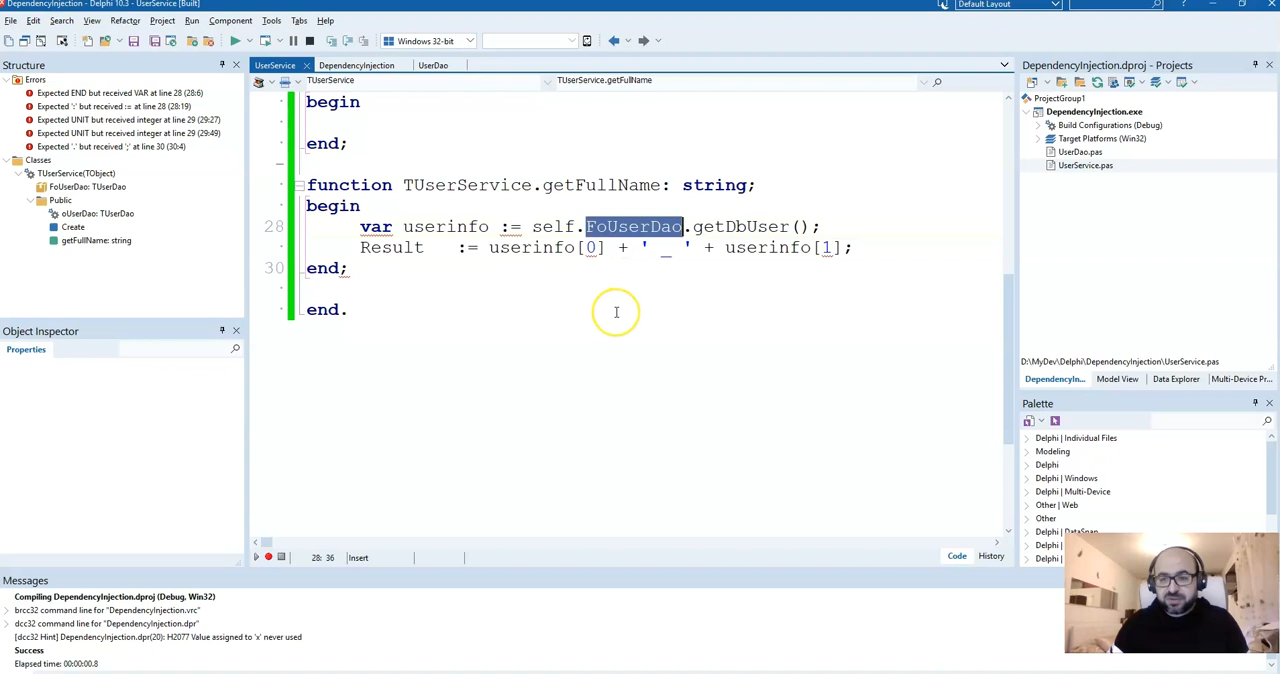 DependencyInjection - Delphi 10.3 - UserService [Built]
Default Layout
File Edit Search View Refactor Project Run Component Tools Tabs Help
Windows 32-bit
Structure
Errors
Expected END but received VAR at line 28 (28:6)
Expected ':' but received := at line 28 (28:19)
Expected UNIT but received integer at line 29 (29:27)
Expected UNIT but received integer at line 29 (29:49)
Expected '.' but received ';' at line 30 (30:4)
Classes
TUserService(TObject)
FoUserDao: TUserDao
Public
oUserDao: TUserDao
Create
getFullName: string
Object Inspector
Properties
UserService DependencyInjection UserDao
TUserService TUserService.getFullName
begin
end;
function TUserService.getFullName: string;
begin
28 var userinfo := self.FoUserDao.getDbUser();
Result := userinfo[0] + ' _ ' + userinfo[1];
30 end;
end.
28: 36 Insert
Code History
DependencyInjection.dproj - Projects
ProjectGroup1
DependencyInjection.exe
Build Configurations (Debug)
Target Platforms (Win32)
UserDao.pas
UserService.pas
D:\MyDev\Delphi\DependencyInjection\UserService.pas
DependencyIn... Model View Data Explorer Multi-Device Pr...
Palette
Delphi | Individual Files
Modeling
Delphi
Delphi | Windows
Delphi | Multi-Device
Other | Web
Other
Delphi | DataSnap
Delphi |
Delphi |
Messages
Compiling DependencyInjection.dproj (Debug, Win32)
brcc32 command line for "DependencyInjection.vrc"
dcc32 command line for "DependencyInjection.dpr"
[dcc32 Hint] DependencyInjection.dpr(20): H2077 Value assigned to 'x' never used
Success
Elapsed time: 00:00:00.8